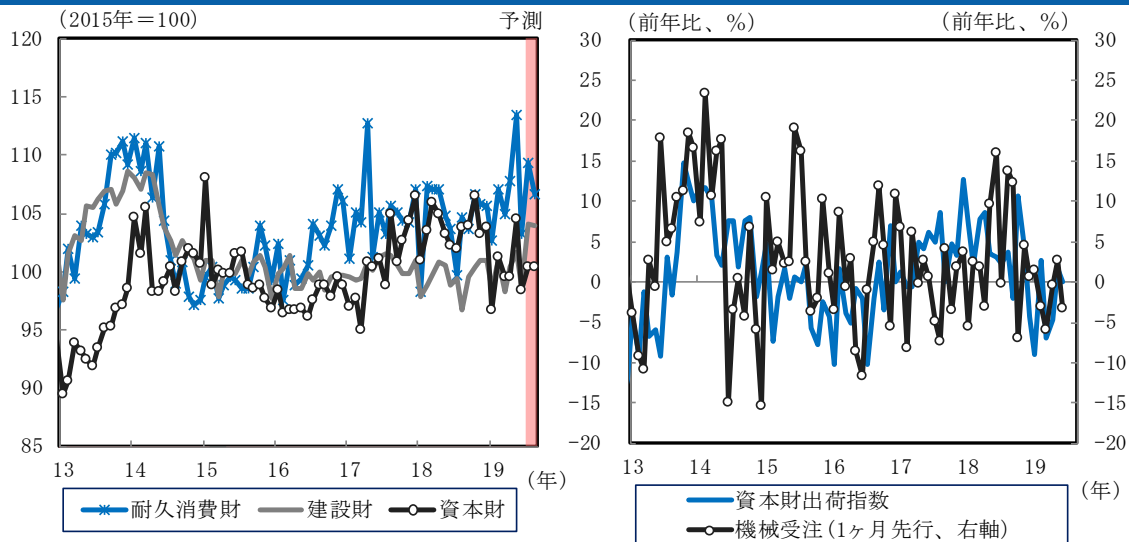 (2015年＝100)
予測
120
115
110
105
100
95
90
85
13 14 15 16 17 18 19
(年)
耐久消費財 建設財 資本財
(前年比、%) (前年比、%)
30 30
25 25
20 20
15 15
10 10
5 5
0 0
−5 −5
−10 −10
−15 −15
−20 −20
13 14 15 16 17 18 19
(年)
資本財出荷指数
機械受注(1ヶ月先行、右軸)